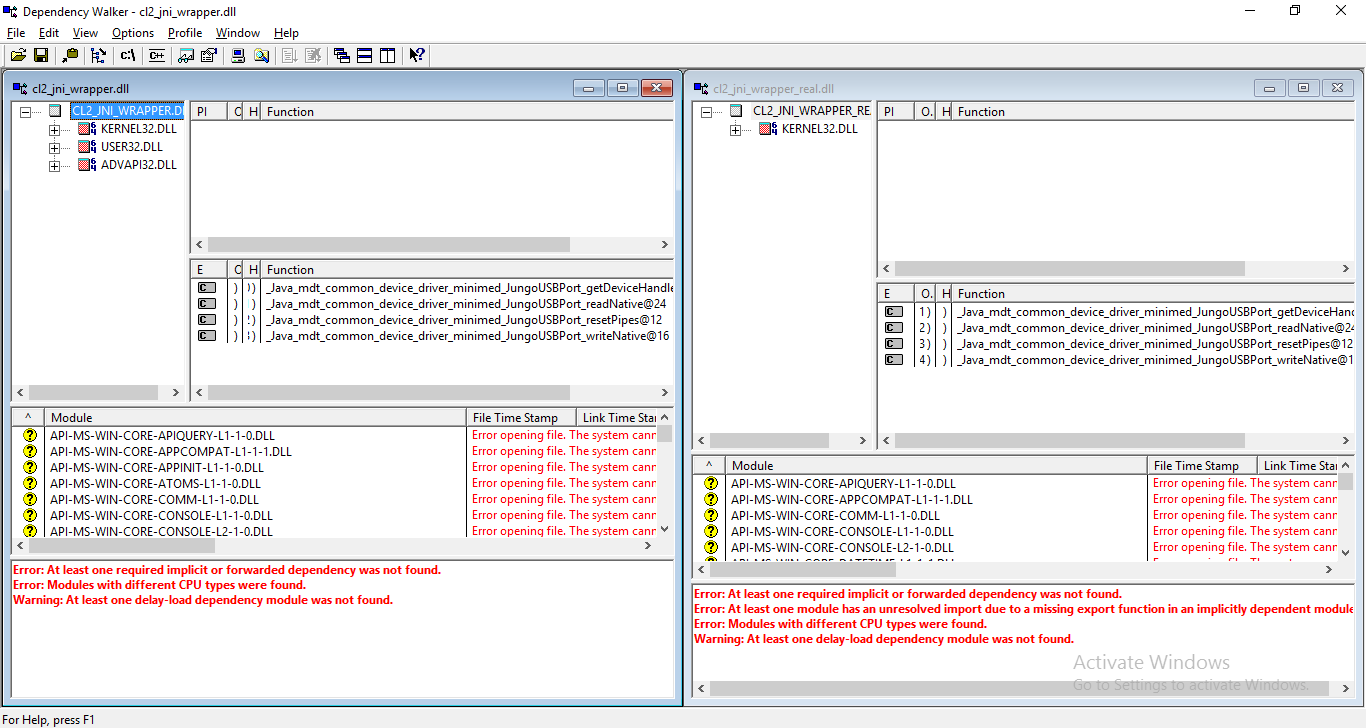 Dependency Walker - cl2_jni_wrapper.dll
File Edit View Options Profile Window Help
c:\ C++
cl2_jni_wrapper.dll
CL2_JNI_WRAPPER.D
KERNEL32.DLL
USER32.DLL
ADVAPI32.DLL
PI O H Function
E O H Function
C _Java_mdt_common_device_driver_minimed_JungoUSBPort_getDeviceHandle
C _Java_mdt_common_device_driver_minimed_JungoUSBPort_readNative@24
C _Java_mdt_common_device_driver_minimed_JungoUSBPort_resetPipes@12
C _Java_mdt_common_device_driver_minimed_JungoUSBPort_writeNative@16
^ Module File Time Stamp Link Time Star
? API-MS-WIN-CORE-APIQUERY-L1-1-0.DLL Error opening file. The system cann
? API-MS-WIN-CORE-APPCOMPAT-L1-1-1.DLL Error opening file. The system cann
? API-MS-WIN-CORE-APPINIT-L1-1-0.DLL Error opening file. The system cann
? API-MS-WIN-CORE-ATOMS-L1-1-0.DLL Error opening file. The system cann
? API-MS-WIN-CORE-COMM-L1-1-0.DLL Error opening file. The system cann
? API-MS-WIN-CORE-CONSOLE-L1-1-0.DLL Error opening file. The system cann
? API-MS-WIN-CORE-CONSOLE-L2-1-0.DLL Error opening file. The system cann
Error: At least one required implicit or forwarded dependency was not found.
Error: Modules with different CPU types were found.
Warning: At least one delay-load dependency module was not found.
cl2_jni_wrapper_real.dll
CL2_JNI_WRAPPER_RE
KERNEL32.DLL
PI O. H Function
E O. H Function
C 1) ) _Java_mdt_common_device_driver_minimed_JungoUSBPort_getDeviceHand
C 2) ) _Java_mdt_common_device_driver_minimed_JungoUSBPort_readNative@24
C 3) ) _Java_mdt_common_device_driver_minimed_JungoUSBPort_resetPipes@12
C 4) ) _Java_mdt_common_device_driver_minimed_JungoUSBPort_writeNative@1
^ Module File Time Stamp Link Time Star
? API-MS-WIN-CORE-APIQUERY-L1-1-0.DLL Error opening file. The system cann
? API-MS-WIN-CORE-APPCOMPAT-L1-1-1.DLL Error opening file. The system cann
? API-MS-WIN-CORE-COMM-L1-1-0.DLL Error opening file. The system cann
? API-MS-WIN-CORE-CONSOLE-L1-1-0.DLL Error opening file. The system cann
? API-MS-WIN-CORE-CONSOLE-L2-1-0.DLL Error opening file. The system cann
Error: At least one required implicit or forwarded dependency was not found.
Error: At least one module has an unresolved import due to a missing export function in an implicitly dependent module
Error: Modules with different CPU types were found.
Warning: At least one delay-load dependency module was not found.
Activate Windows
Go to Settings to activate Windows.
For Help, press F1